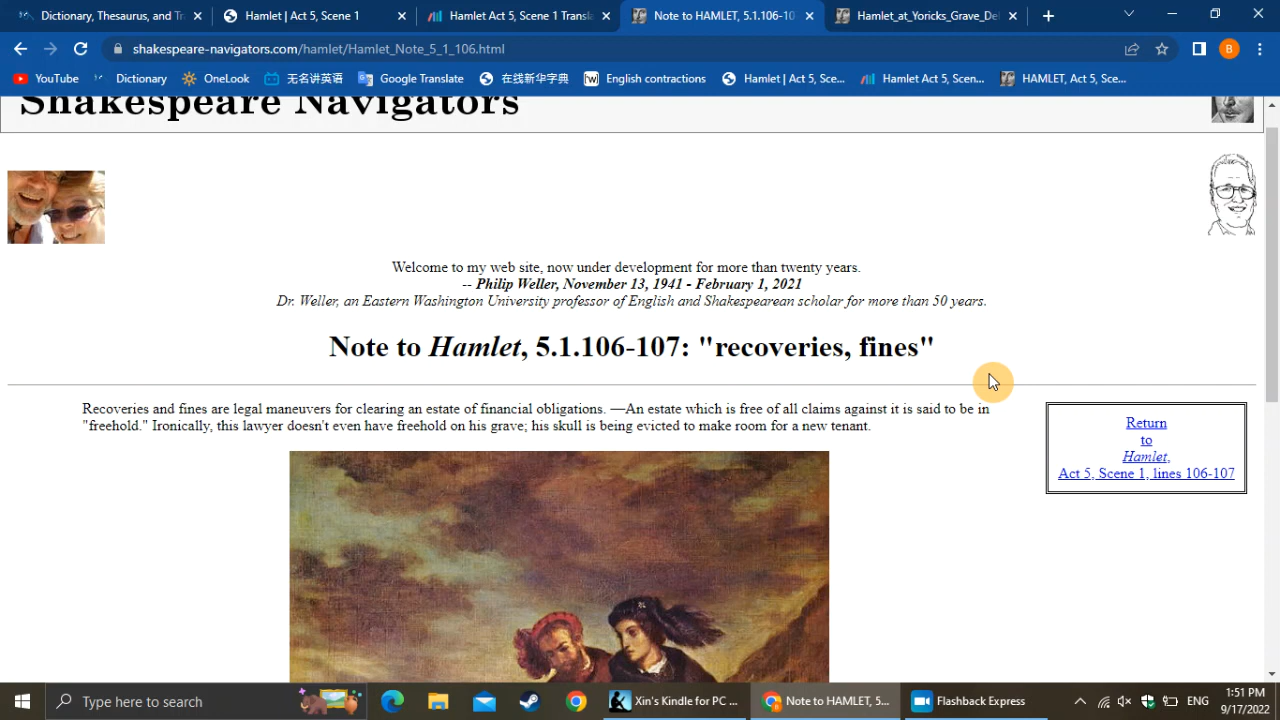 Dictionary, Thesaurus, and Tr
Hamlet | Act 5, Scene 1
Hamlet Act 5, Scene 1 Transla
Note to HAMLET, 5.1.106-10
Hamlet_at_Yoricks_Grave_De
shakespeare-navigators.com/hamlet/Hamlet_Note_5_1_106.html
B
YouTube
Dictionary
OneLook
无名讲英语
Google Translate
在线新华字典
English contractions
Hamlet | Act 5, Sce...
Hamlet Act 5, Scen...
HAMLET, Act 5, Sce...
Shakespeare Navigators
Welcome to my web site, now under development for more than twenty years.
-- Philip Weller, November 13, 1941 - February 1, 2021
Dr. Weller, an Eastern Washington University professor of English and Shakespearean scholar for more than 50 years.
Note to Hamlet, 5.1.106-107: "recoveries, fines"
Recoveries and fines are legal maneuvers for clearing an estate of financial obligations. —An estate which is free of all claims against it is said to be in
"freehold." Ironically, this lawyer doesn't even have freehold on his grave; his skull is being evicted to make room for a new tenant.
Return
to
Hamlet,
Act 5, Scene 1, lines 106-107
Type here to search
Xin's Kindle for PC ...
Note to HAMLET, 5...
Flashback Express
ENG
1:51 PM
9/17/2022